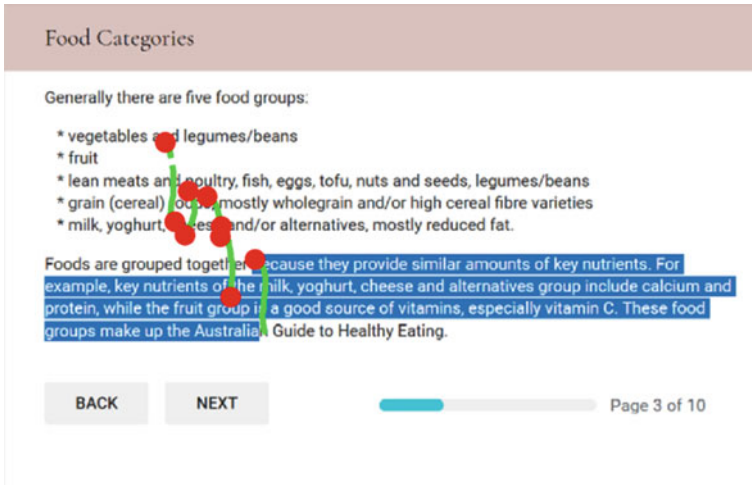 Food Categories
Generally there are five food groups:
* vegetables and legumes/beans
* fruit
* lean meats and poultry, fish, eggs, tofu, nuts and seeds, legumes/beans
* grain (cereal) foods, mostly wholegrain and/or high cereal fibre varieties
* milk, yoghurt, cheese and/or alternatives, mostly reduced fat.
Foods are grouped together because they provide similar amounts of key nutrients. For
example, key nutrients of the milk, yoghurt, cheese and alternatives group include calcium and
protein, while the fruit group is a good source of vitamins, especially vitamin C. These food
groups make up the Australian Guide to Healthy Eating.
BACK
NEXT
Page 3 of 10